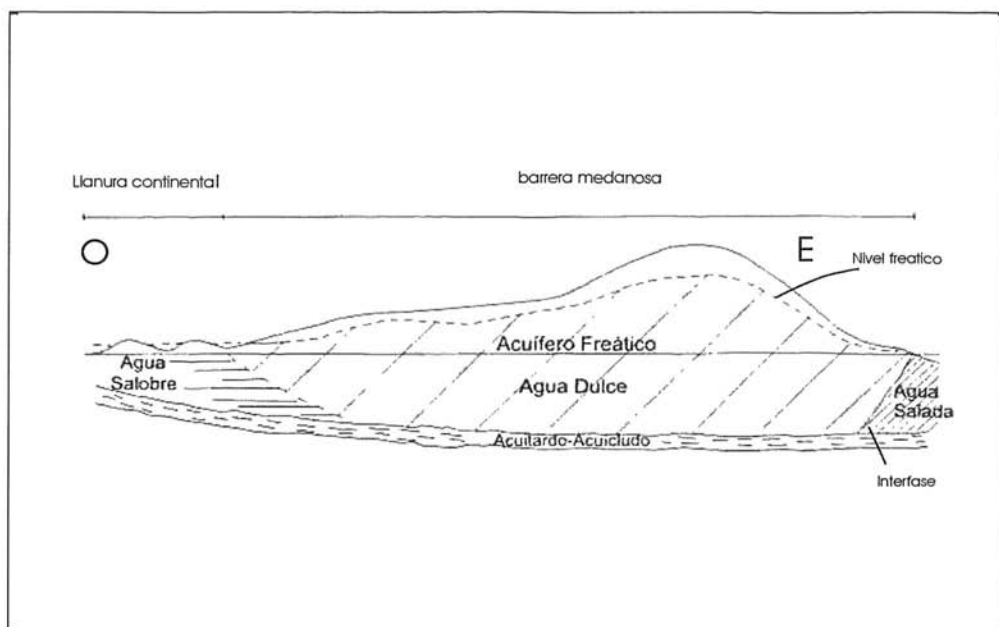 Llanura continental
barrera medanosa
O
E
Nivel freatico
Acuífero Freático
Agua
Salobre
Agua Dulce
Agua
Salada
Acuitardo-Acuicludo
Interfase